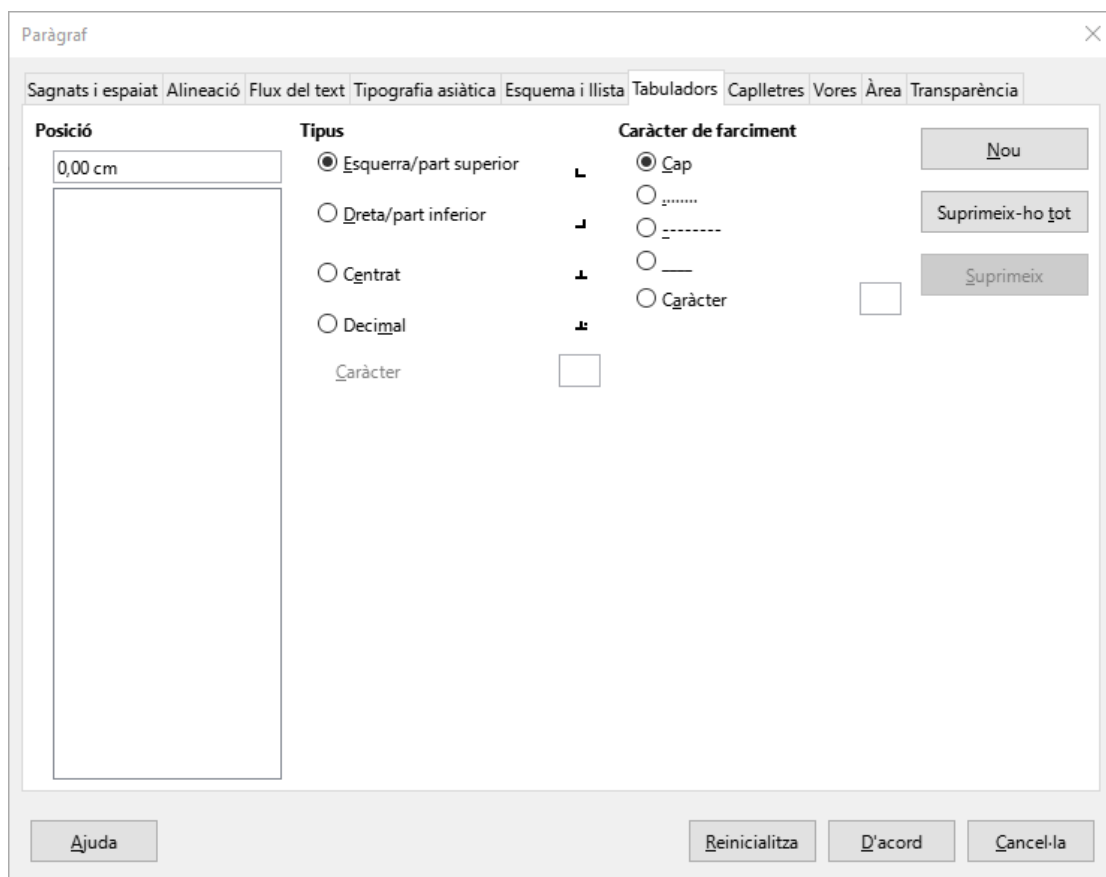 Paràgraf
Sagnats i espaiat Alineació Flux del text Tipografia asiàtica Esquema i llista Tabuladors Caplletres Vores Àrea Transparència
Posició
0,00 cm
Tipus
Esquerra/part superior
Dreta/part inferior
Centrat
Decimal
Caràcter
Caràcter de farciment
Cap
........
--------
____
Caràcter
Nou
Suprimeix-ho tot
Suprimeix
Ajuda
Reinicialitza
D'acord
Cancel·la